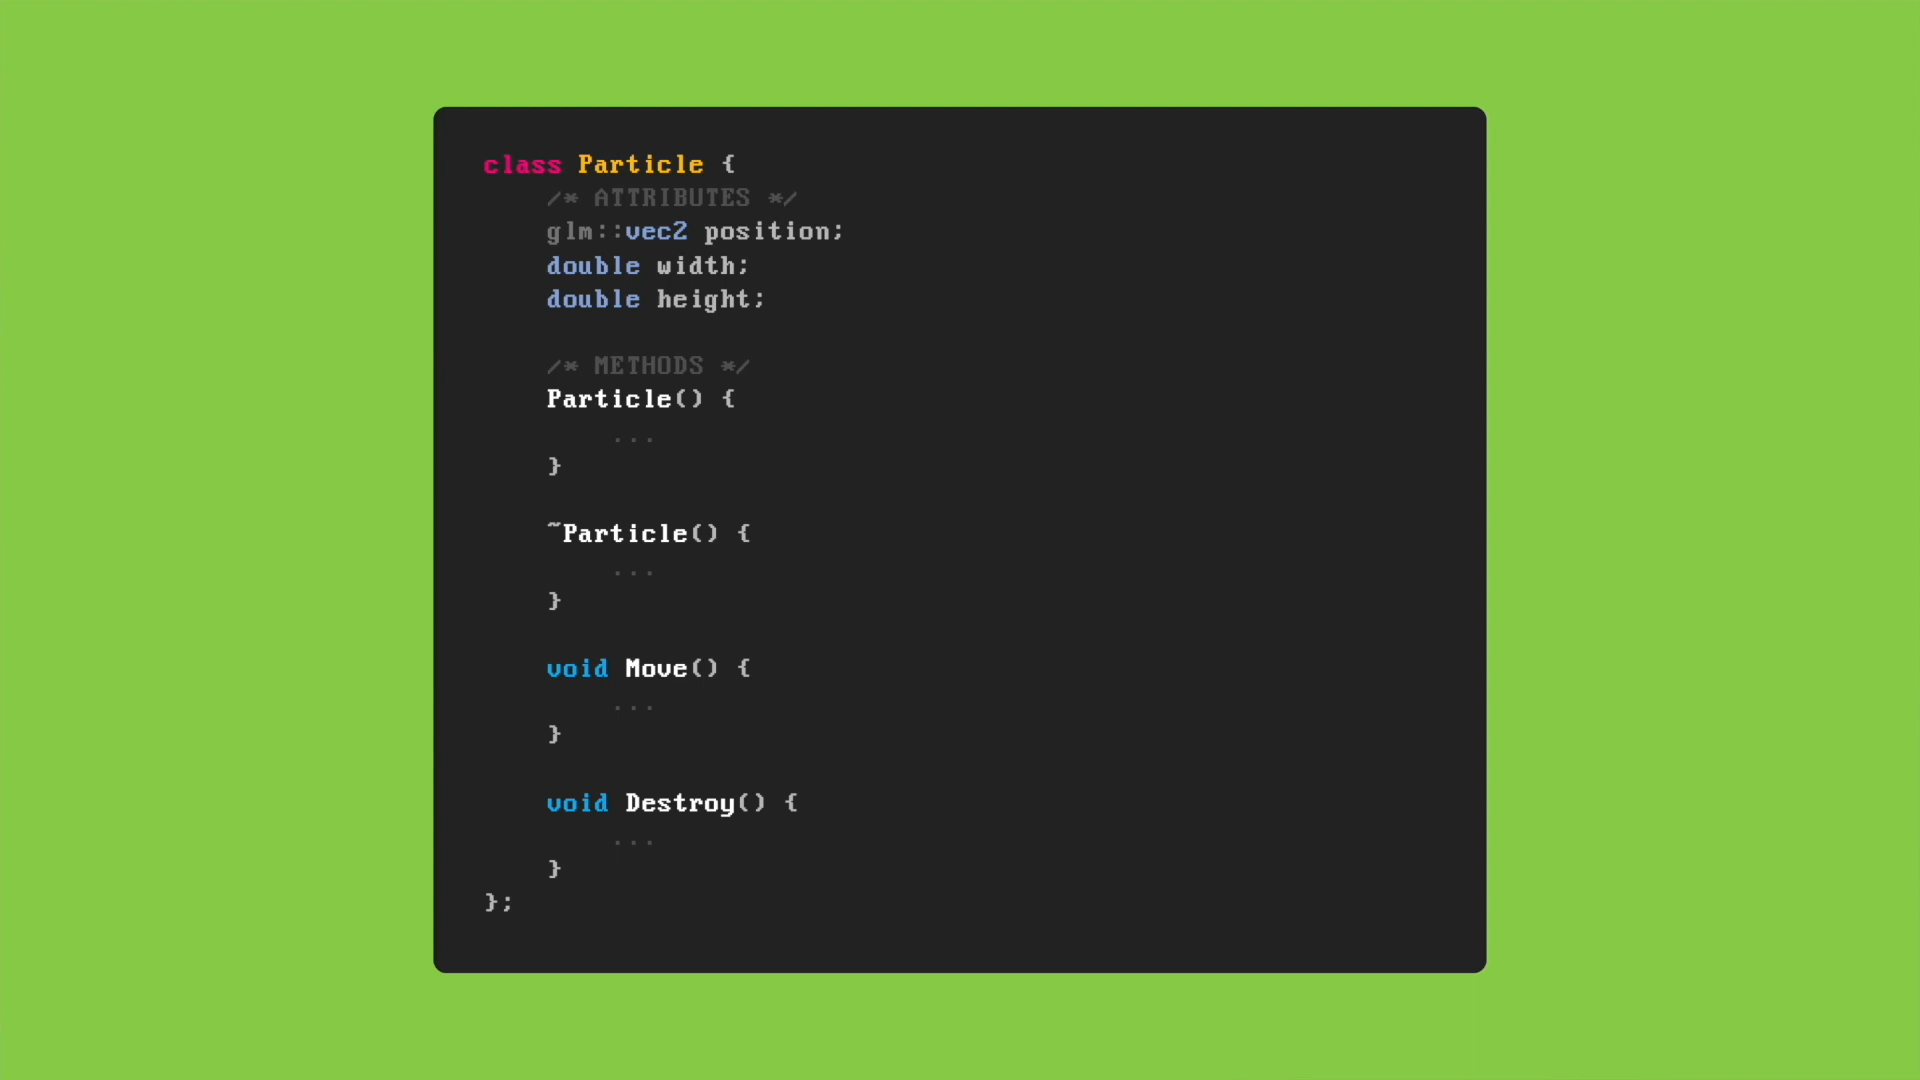 class Particle {
/* ATTRIBUTES */
glm::vec2 position;
double width;
double height;
/* METHODS */
Particle() {
...
}
~Particle() {
...
}
void Move() {
...
}
void Destroy() {
...
}
};